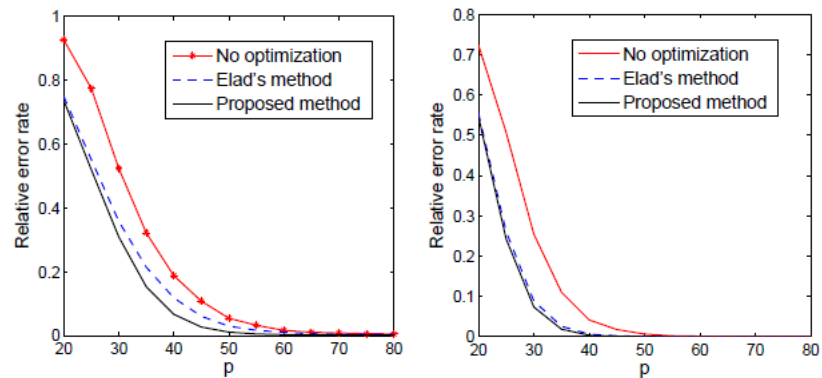 1
0.8
0.6
0.4
0.2
0
20
30
40
50
60
70
80
p
Relative error rate
No optimization
Elad's method
Proposed method
0.8
0.7
0.6
0.5
0.4
0.3
0.2
0.1
0
20
30
40
50
60
70
80
p
Relative error rate
No optimization
Elad's method
Proposed method